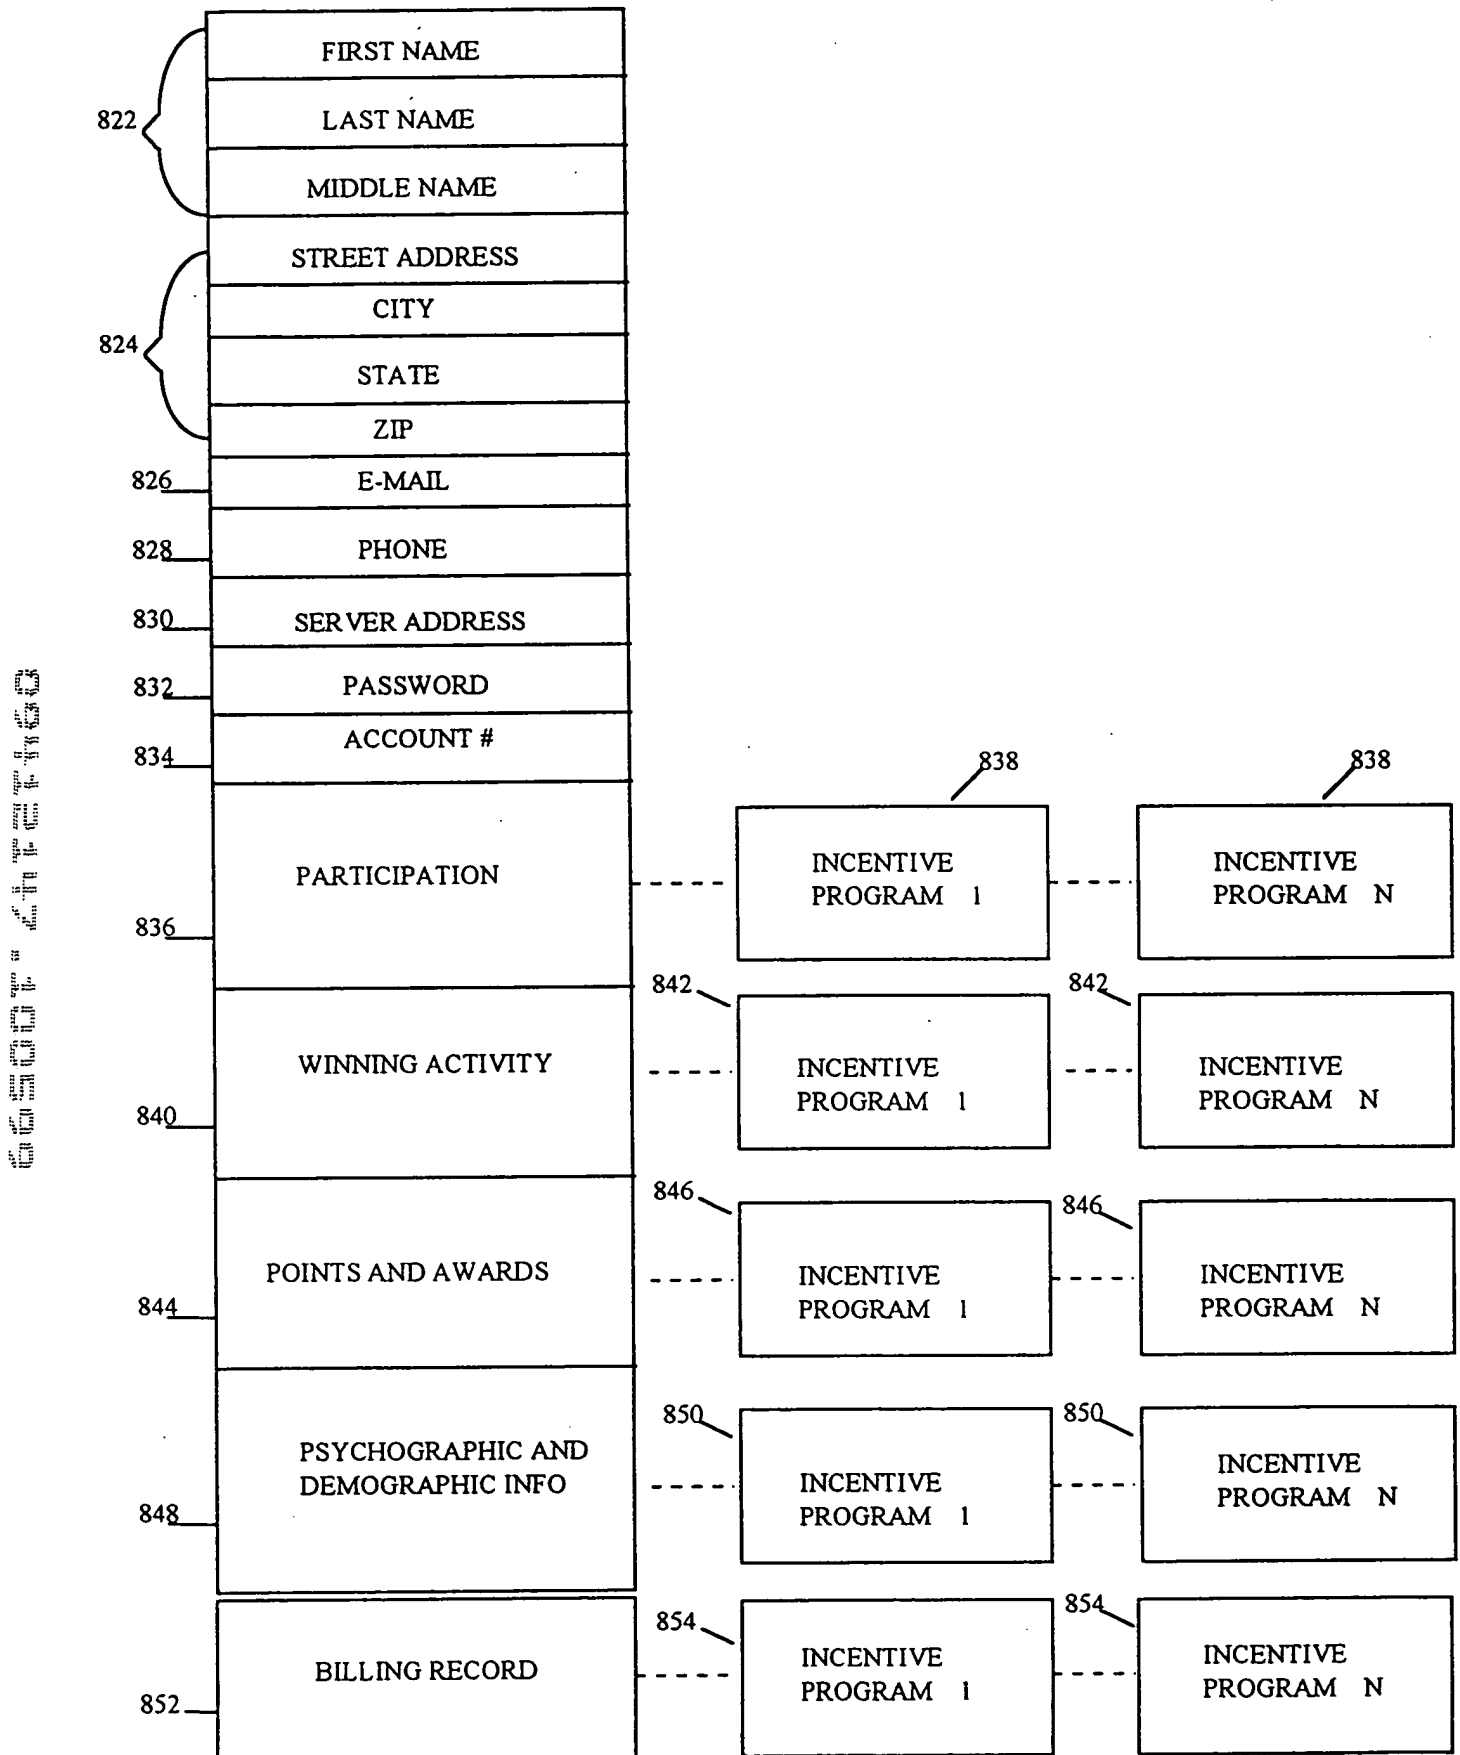 FIRST NAME
822
LAST NAME
MIDDLE NAME
STREET ADDRESS
CITY
824
STATE
ZIP
826
E-MAIL
828
PHONE
830
SERVER ADDRESS
832
PASSWORD
834
ACCOUNT #
838
838
PARTICIPATION
INCENTIVE
PROGRAM 1
INCENTIVE
PROGRAM N
836
842
842
WINNING ACTIVITY
INCENTIVE
PROGRAM 1
INCENTIVE
PROGRAM N
840
846
846
POINTS AND AWARDS
INCENTIVE
PROGRAM 1
INCENTIVE
PROGRAM N
844
850
850
PSYCHOGRAPHIC AND
DEMOGRAPHIC INFO
INCENTIVE
PROGRAM 1
INCENTIVE
PROGRAM N
848
854
854
BILLING RECORD
INCENTIVE
PROGRAM 1
INCENTIVE
PROGRAM N
852